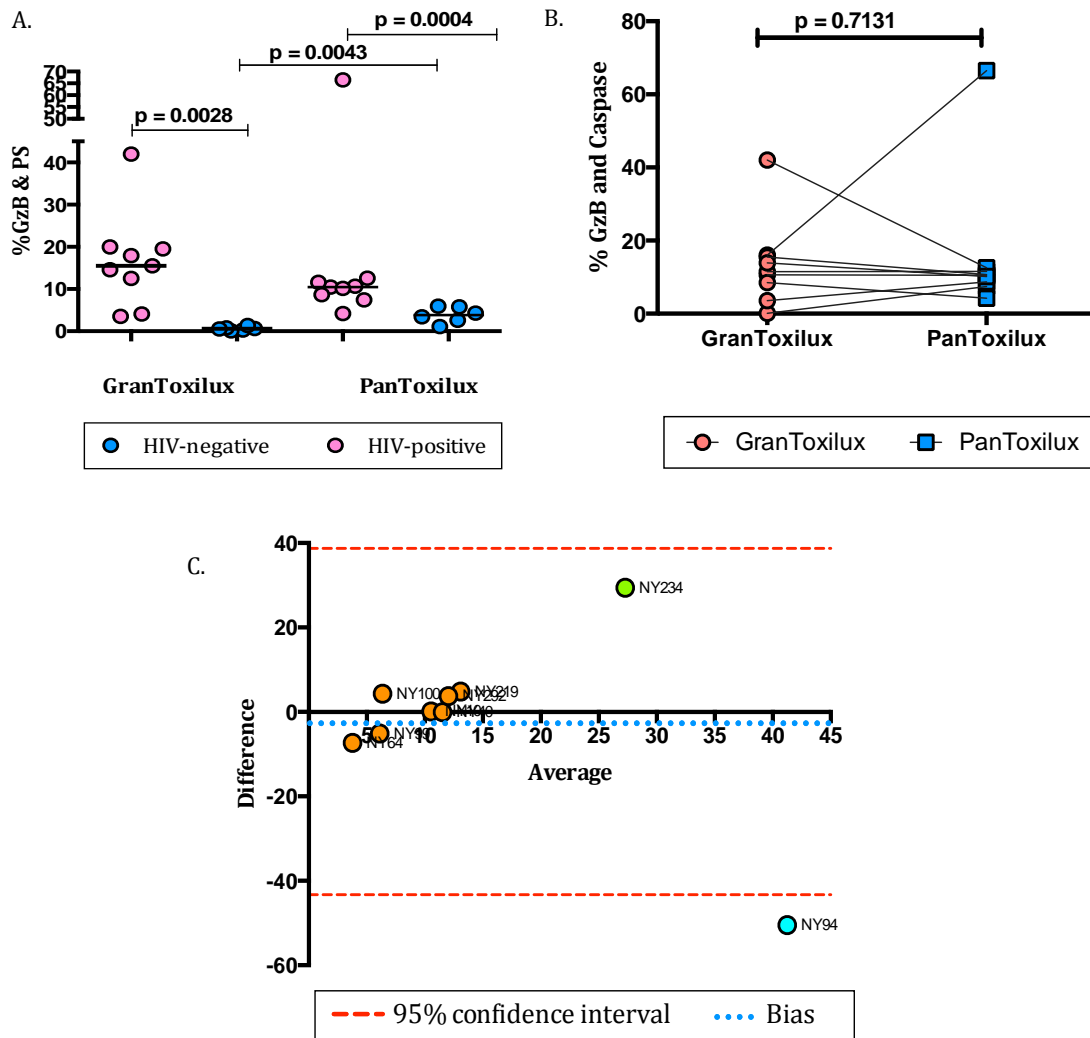 A.
p = 0.0004
p = 0.0043
p = 0.0028
70
65
60
55
50
40
30
20
10
0
%GzB & PS
GranToxilux PanToxilux
HIV-negative HIV-positive
B.
p = 0.7131
80
60
40
20
0
% GzB and Caspase
GranToxilux PanToxilux
GranToxilux PanToxilux
C.
40
20
0
-20
-40
-60
Difference
NY234
NY219
NY292
NY100
NY99
NY64
5 10 15 20 25 30 35 40 45
Average
NY94
95% confidence interval Bias